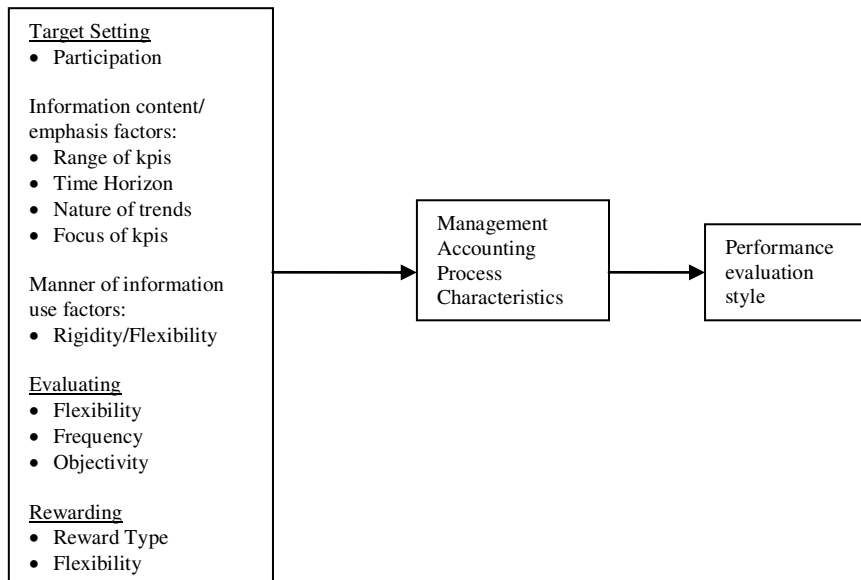 Target Setting
• Participation
Information content/
emphasis factors:
• Range of kpis
• Time Horizon
• Nature of trends
• Focus of kpis
Manner of information
use factors:
• Rigidity/Flexibility
Evaluating
• Flexibility
• Frequency
• Objectivity
Rewarding
• Reward Type
• Flexibility
Management
Accounting
Process
Characteristics
Performance
evaluation
style